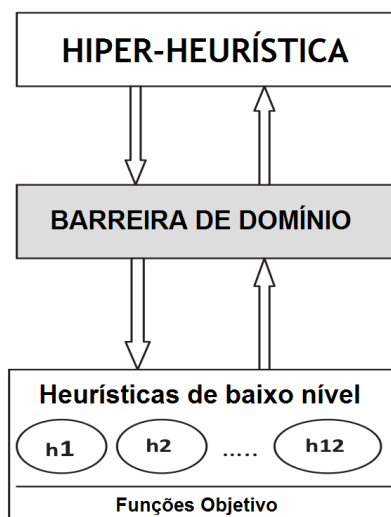 HIPER-HEURÍSTICA
BARREIRA DE DOMÍNIO
Heurísticas de baixo nível
h1 h2 ..... h12
Funções Objetivo